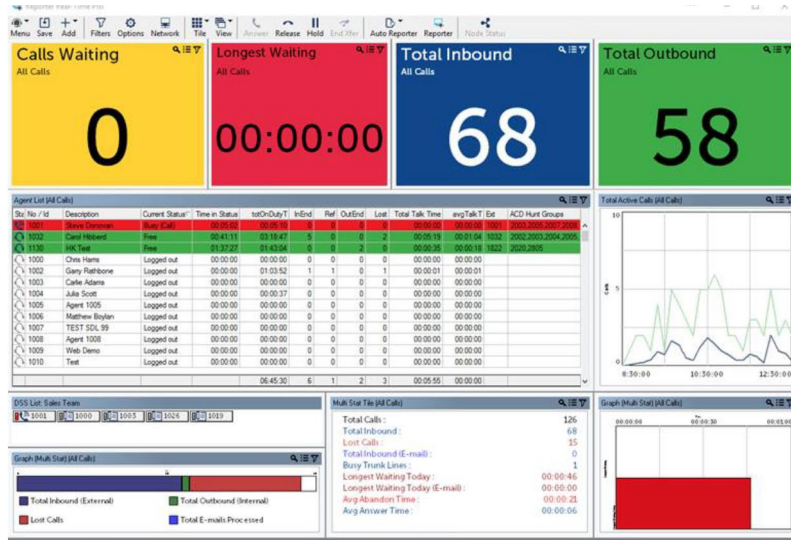 Reporter Near Time Pro
Menu Save Add Filters Options Network Tile View Answer Release Hold End Xfer Auto Reporter Reporter Node Status
Calls Waiting
All Calls
0
Longest Waiting
All Calls
00:00:00
Total Inbound
All Calls
68
Total Outbound
All Calls
58
Agent List (All Calls)
Sta No / Id Description Current Status Time in Status totOnDutyT InEnd Ref OutEnd Lost Total Talk Time avgTalkT Ext ACD Hunt Groups
1001 Steve Donovan Busy (Call) 00:05:02 00:05:10 0 0 0 0 00:00:00 00:00:00 1001 2003,2005,2007,2008,
1032 Carol Hibberd Free 00:41:11 03:18:47 5 0 0 2 00:05:19 00:01:04 1032 2002,2003,2004,2005,
1130 HK Test Free 01:37:27 01:43:04 0 0 2 0 00:00:35 00:00:18 1822 2020,2805
1000 Chris Harris Logged out 00:00:00 00:00:00 0 0 0 0 00:00:00 00:00:00
1002 Garry Rathbone Logged out 00:00:00 01:03:52 1 1 0 1 00:00:01 00:00:01
1003 Carlie Adams Logged out 00:00:00 00:00:00 0 0 0 0 00:00:00 00:00:00
1004 Julia Scott Logged out 00:00:00 00:00:37 0 0 0 0 00:00:00 00:00:00
1005 Agent 1005 Logged out 00:00:00 00:00:00 0 0 0 0 00:00:00 00:00:00
1006 Matthew Boylan Logged out 00:00:00 00:00:00 0 0 0 0 00:00:00 00:00:00
1007 TEST SDL 99 Logged out 00:00:00 00:00:00 0 0 0 0 00:00:00 00:00:00
1008 Agent 1008 Logged out 00:00:00 00:00:00 0 0 0 0 00:00:00 00:00:00
1009 Web Demo Logged out 00:00:00 00:00:00 0 0 0 0 00:00:00 00:00:00
1010 Test Logged out 00:00:00 00:00:00 0 0 0 0 00:00:00 00:00:00
06:45:30 6 1 2 3 00:05:55 00:00:00
Total Active Calls (All Calls)
10
Calls
5
0
8:30:00 10:30:00 12:30:00
DSS List: Sales Team
1001 1000 1003 1026 1019
Graph (Multi Stat) (All Calls)
Total Inbound (External) Total Outbound (Internal)
Lost Calls Total E-mails Processed
Multi Stat Tile (All Calls)
Total Calls : 126
Total Inbound : 68
Lost Calls : 15
Total Inbound (E-mail) : 0
Busy Trunk Lines : 1
Longest Waiting Today : 00:00:46
Longest Waiting Today (E-mail) : 00:00:00
Avg Abandon Time : 00:00:21
Avg Answer Time : 00:00:06
Graph (Multi Stat) (All Calls)
00:00:00 00:00:30 00:01:00